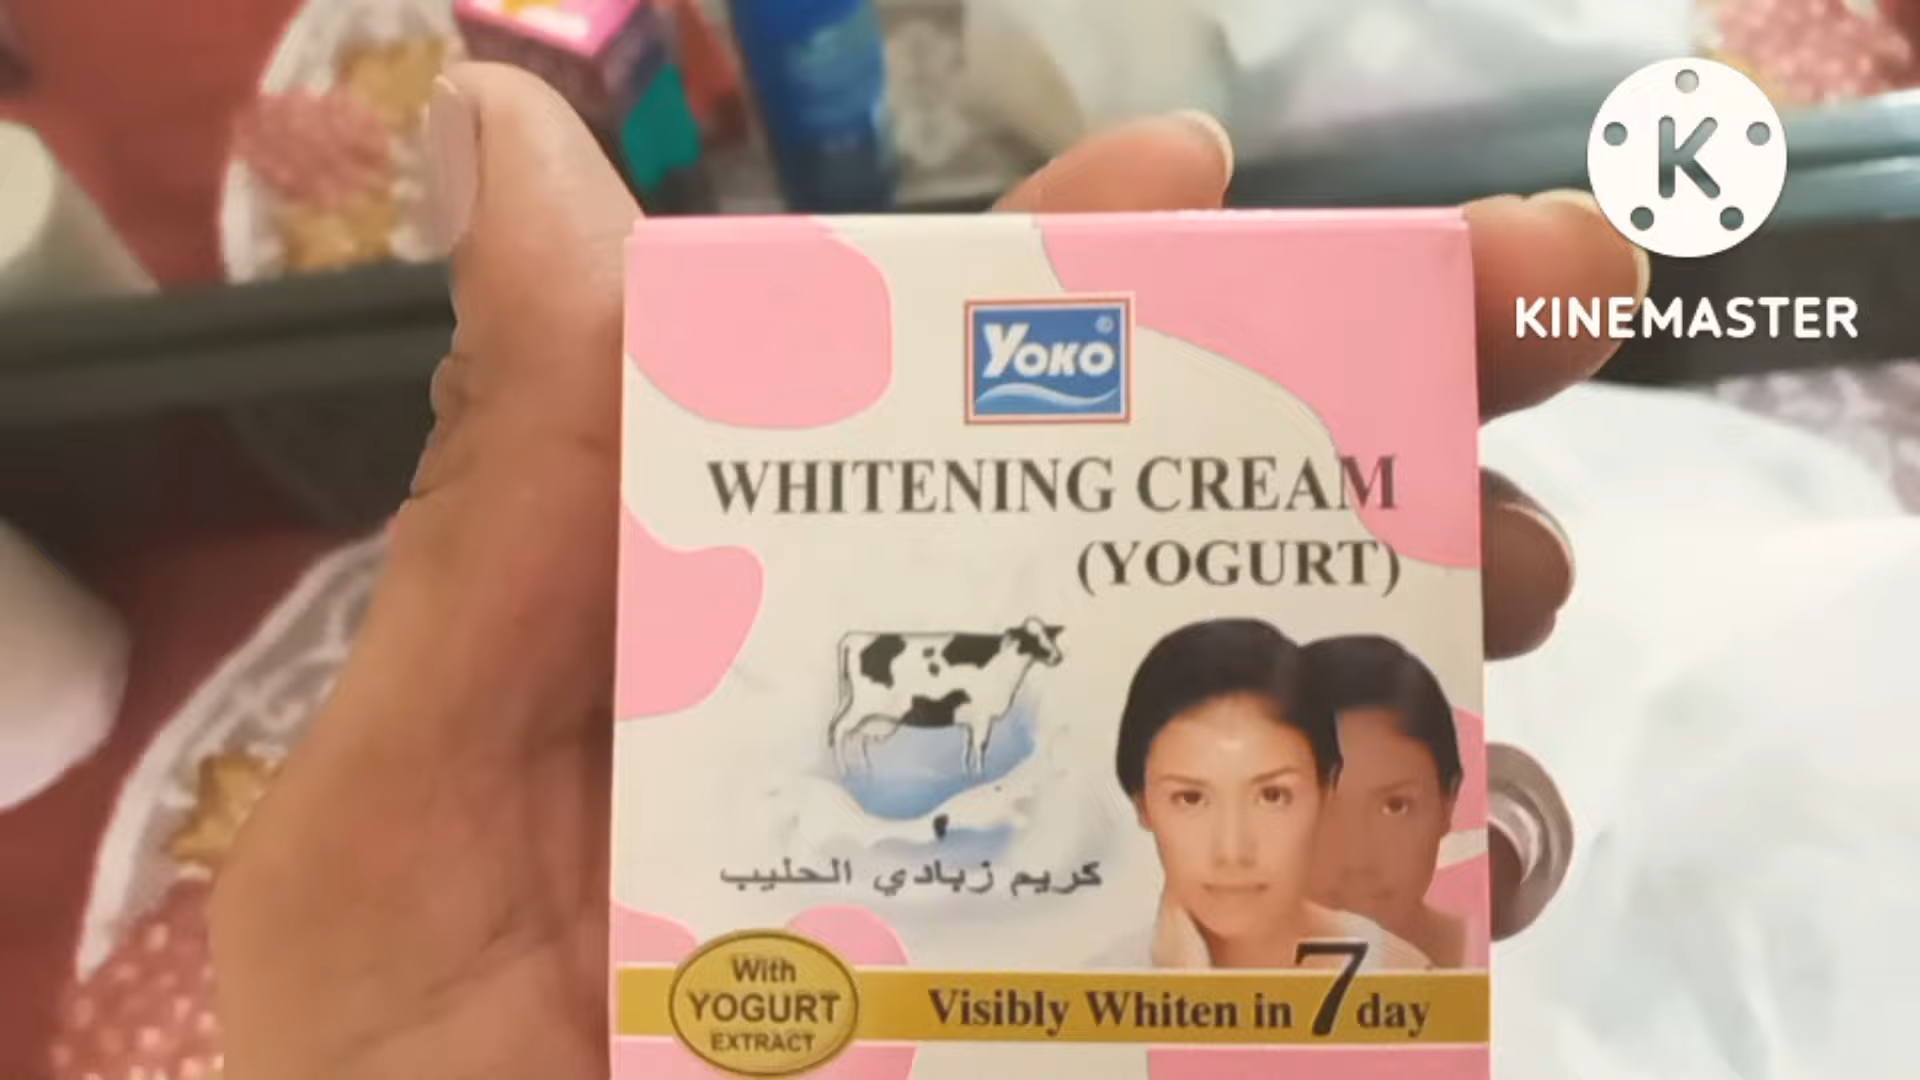 K
KINEMASTER
YOKO
WHITENING CREAM
(YOGURT)
كريم زبادي الحليب
With
YOGURT
EXTRACT
Visibly Whiten in 7 day